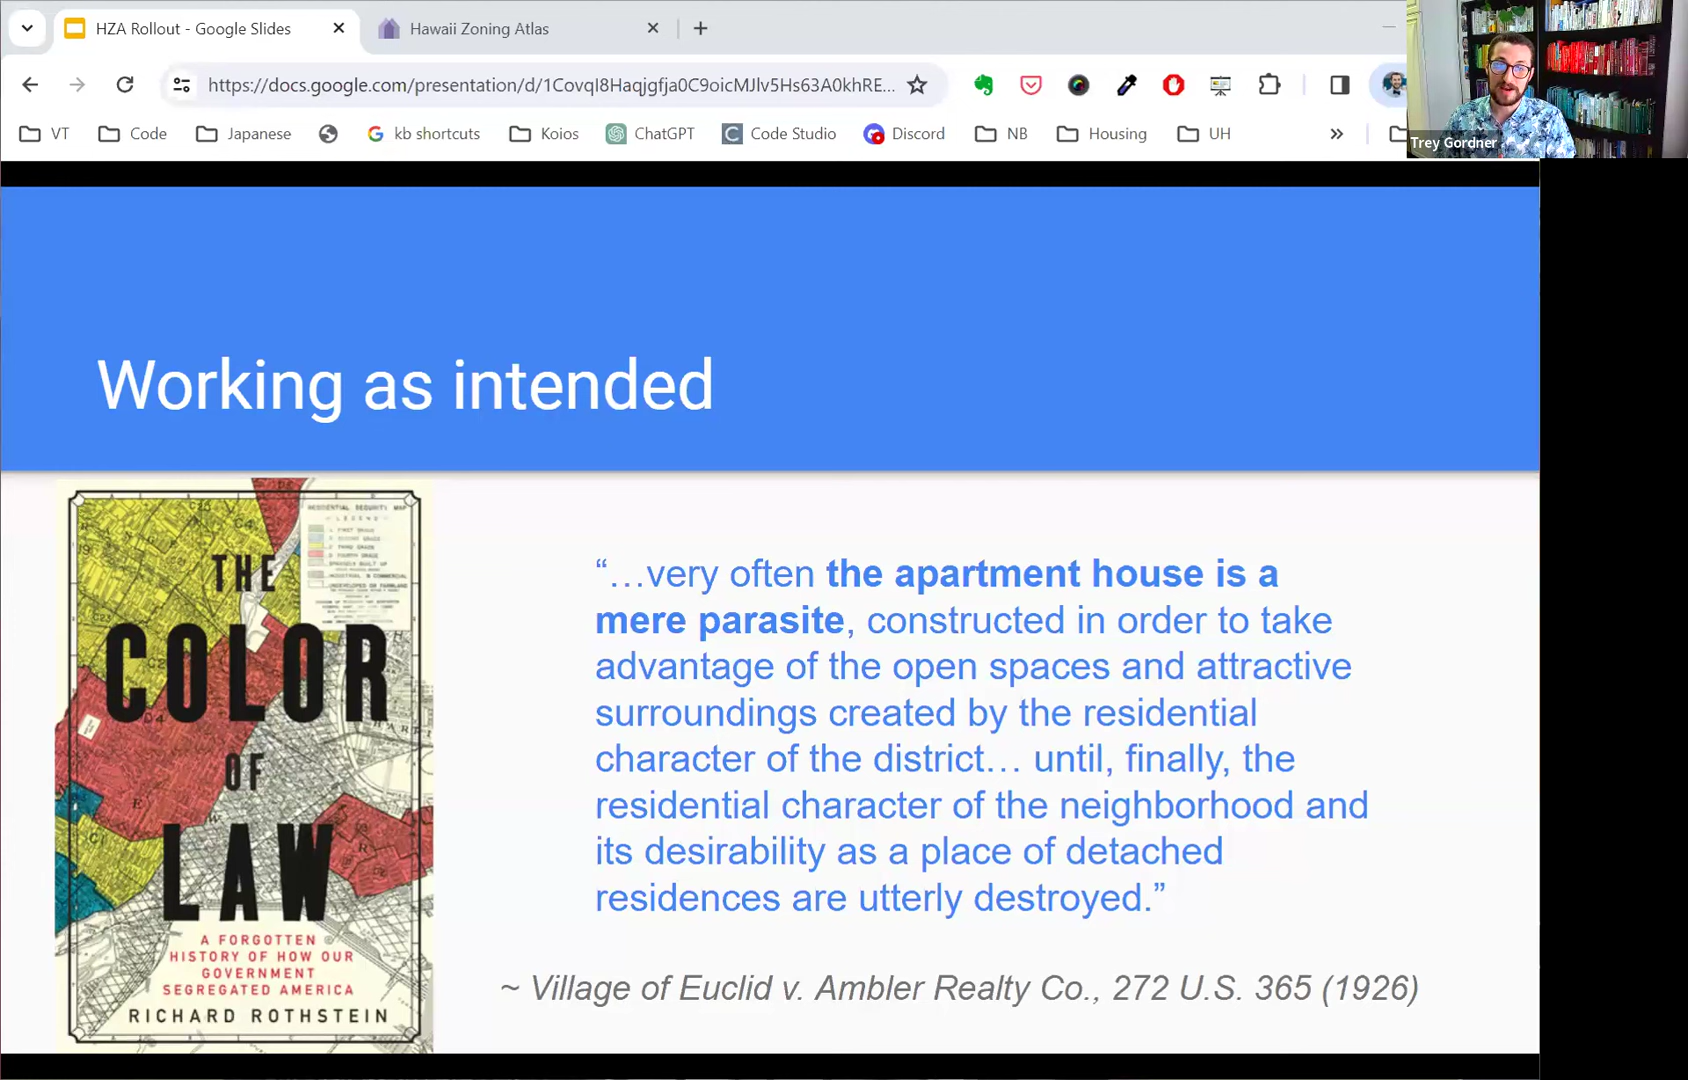 HZA Rollout - Google Slides
Hawaii Zoning Atlas
https://docs.google.com/presentation/d/1CovqI8Haqjgfja0C9oicMJlv5Hs63A0khRE...
VT
Code
Japanese
kb shortcuts
Koios
ChatGPT
Code Studio
Discord
NB
Housing
UH
Trey Gordner
Working as intended
THE
COLOR
OF
LAW
A FORGOTTEN
HISTORY OF HOW OUR
GOVERNMENT
SEGREGATED AMERICA
RICHARD ROTHSTEIN
“…very often the apartment house is a
mere parasite, constructed in order to take
advantage of the open spaces and attractive
surroundings created by the residential
character of the district… until, finally, the
residential character of the neighborhood and
its desirability as a place of detached
residences are utterly destroyed.”
~ Village of Euclid v. Ambler Realty Co., 272 U.S. 365 (1926)